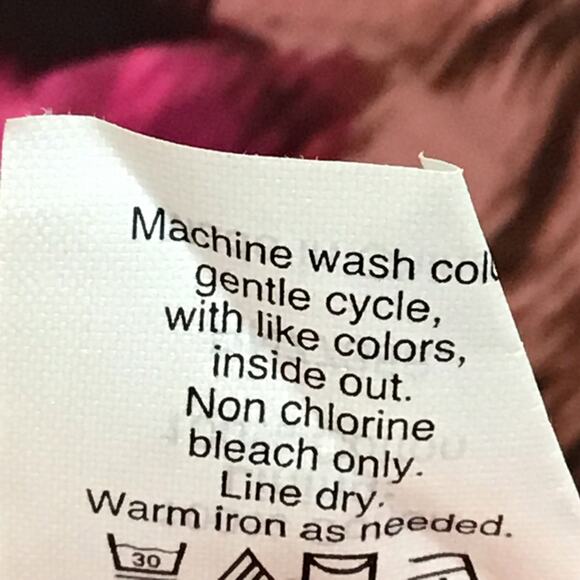 Machine wash cold
gentle cycle,
with like colors,
inside out.
Non chlorine
bleach only.
Line dry.
Warm iron as needed.
30